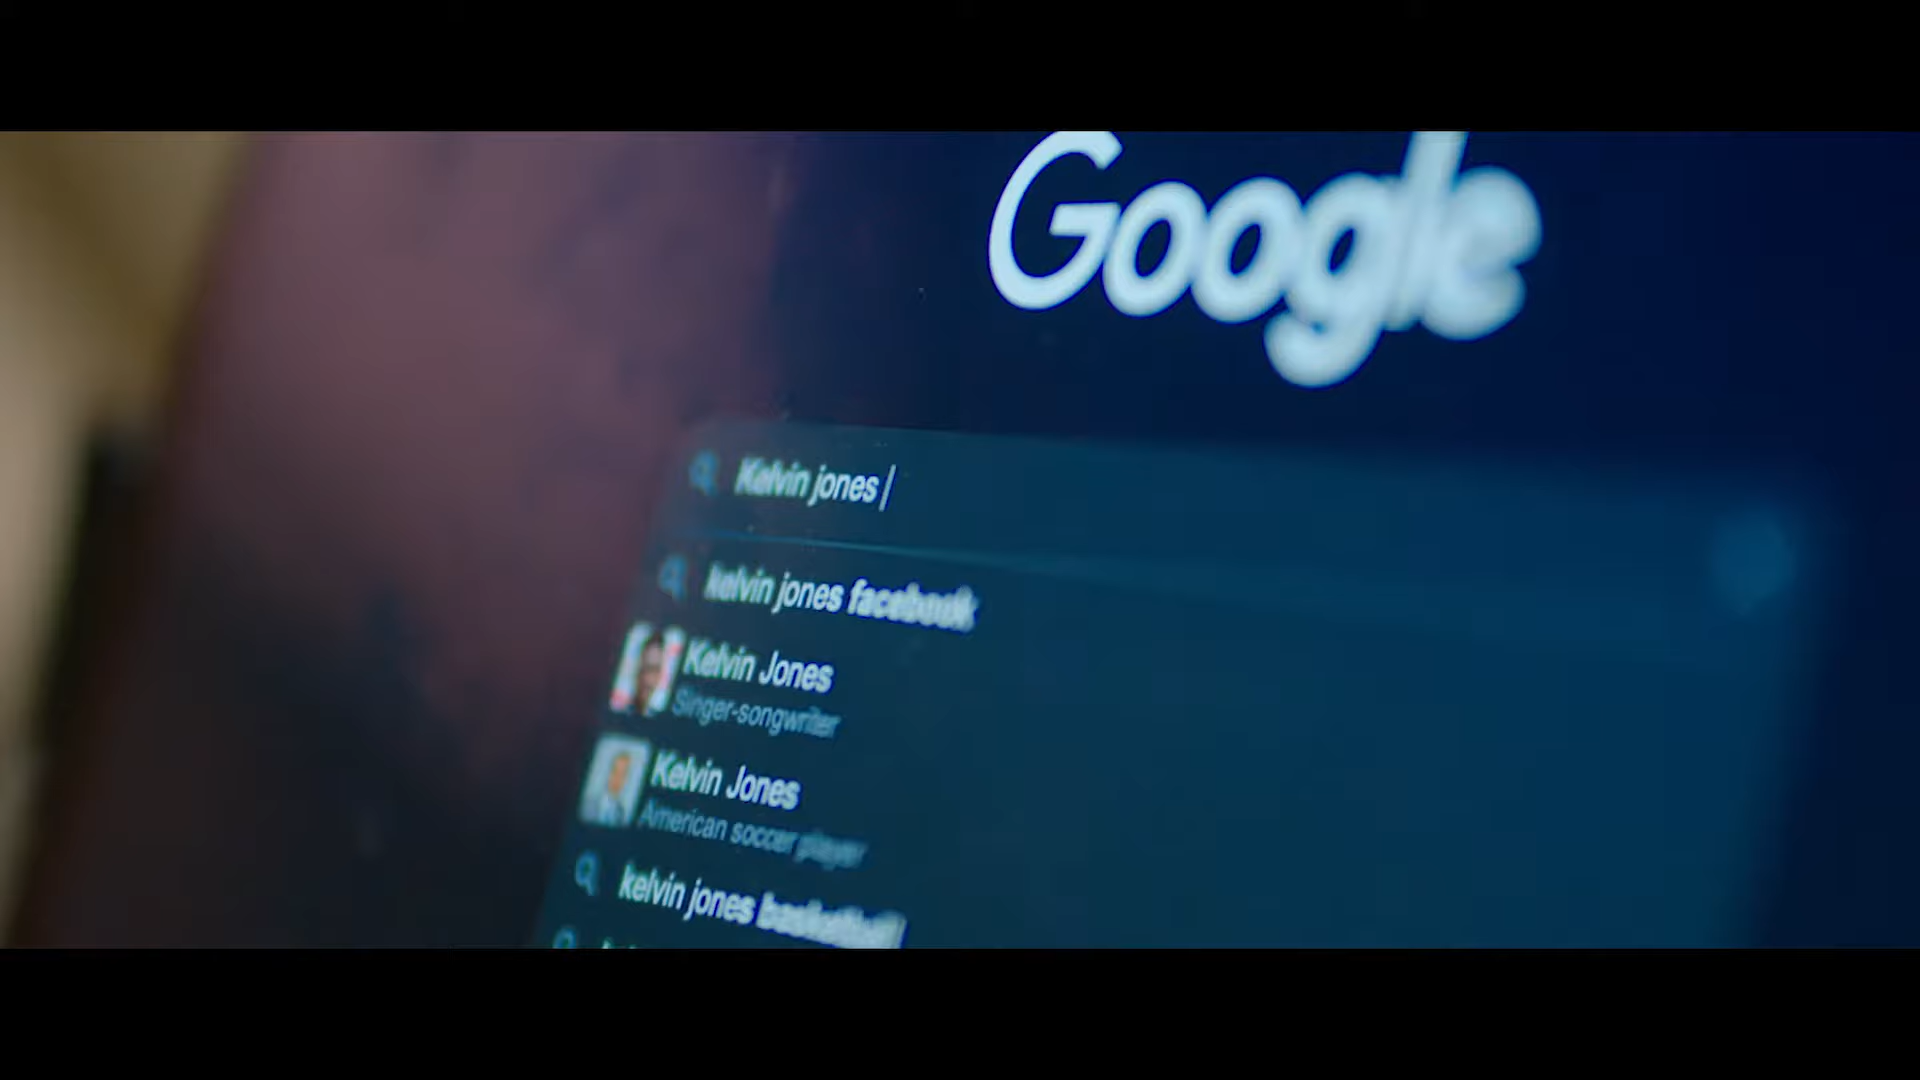 Google
Kelvin jones
kelvin jones facebook
Kelvin Jones
Singer-songwriter
Kelvin Jones
American soccer player
kelvin jones basketball